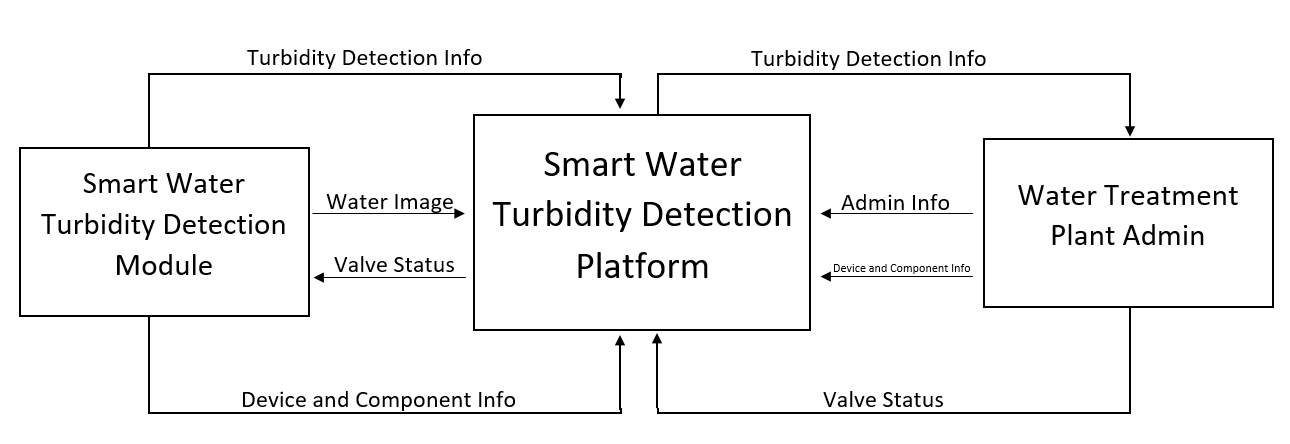 Turbidity Detection Info
Turbidity Detection Info
Smart Water
Turbidity Detection
Module
Water Image
Valve Status
Smart Water
Turbidity Detection
Platform
Admin Info
Device and Component Info
Water Treatment
Plant Admin
Device and Component Info
Valve Status